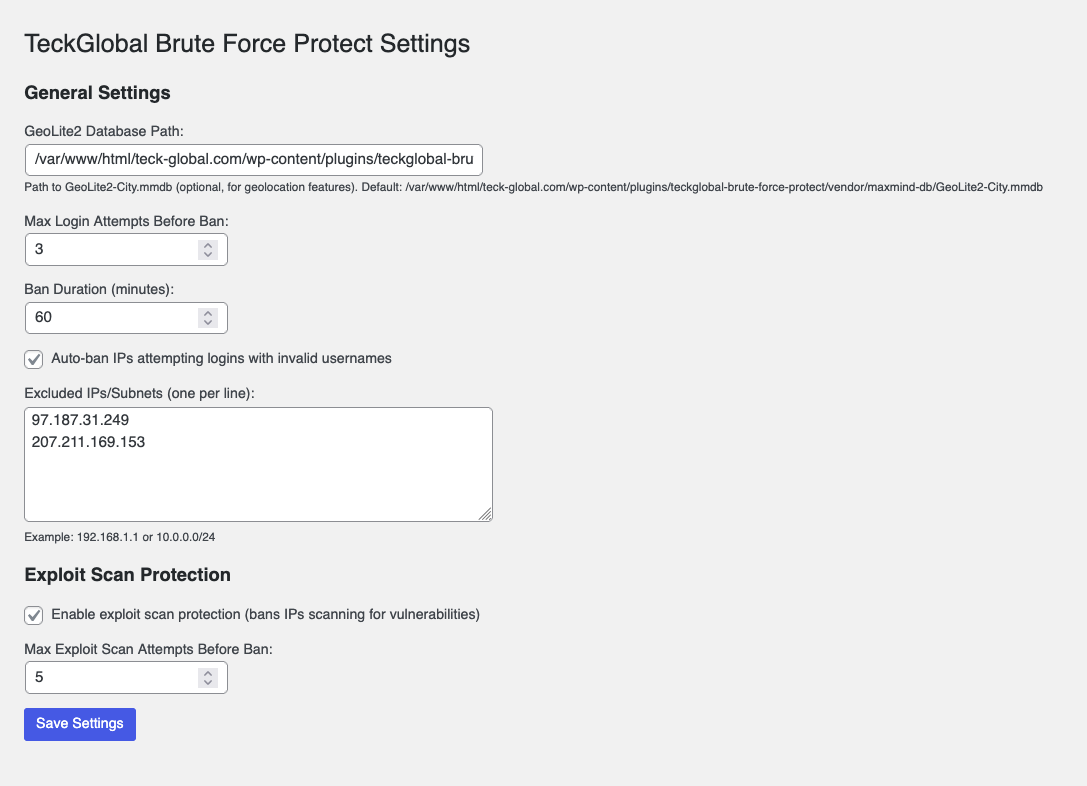 TeckGlobal Brute Force Protect Settings
General Settings
GeoLite2 Database Path:
/var/www/html/teck-global.com/wp-content/plugins/teckglobal-bru
Path to GeoLite2-City.mmdb (optional, for geolocation features). Default: /var/www/html/teck-global.com/wp-content/plugins/teckglobal-brute-force-protect/vendor/maxmind-db/GeoLite2-City.mmdb
Max Login Attempts Before Ban:
3
Ban Duration (minutes):
60
Auto-ban IPs attempting logins with invalid usernames
Excluded IPs/Subnets (one per line):
97.187.31.249
207.211.169.153
Example: 192.168.1.1 or 10.0.0.0/24
Exploit Scan Protection
Enable exploit scan protection (bans IPs scanning for vulnerabilities)
Max Exploit Scan Attempts Before Ban:
5
Save Settings